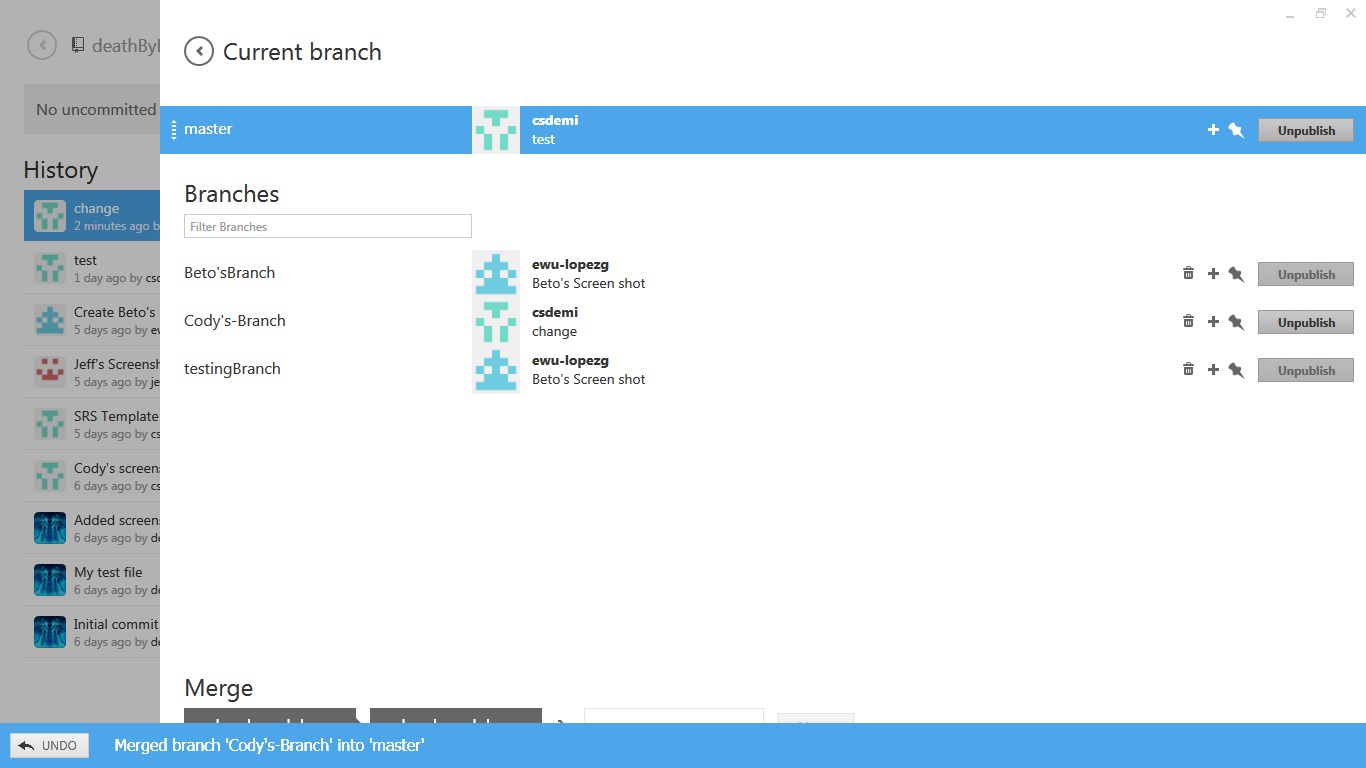 deathByI
Current branch
No uncommitted
master
csdemi
test
Unpublish
History
change
2 minutes ago b
test
1 day ago by csc
Create Beto's
5 days ago by ew
Jeff's Screensh
5 days ago by je
SRS Template
5 days ago by cs
Cody's screen
6 days ago by cs
Added screen
6 days ago by de
My test file
6 days ago by de
Initial commit
6 days ago by de
Branches
Filter Branches
Beto'sBranch
ewu-lopezg
Beto's Screen shot
Unpublish
Cody's-Branch
csdemi
change
Unpublish
testingBranch
ewu-lopezg
Beto's Screen shot
Unpublish
Merge
UNDO
Merged branch 'Cody's-Branch' into 'master'